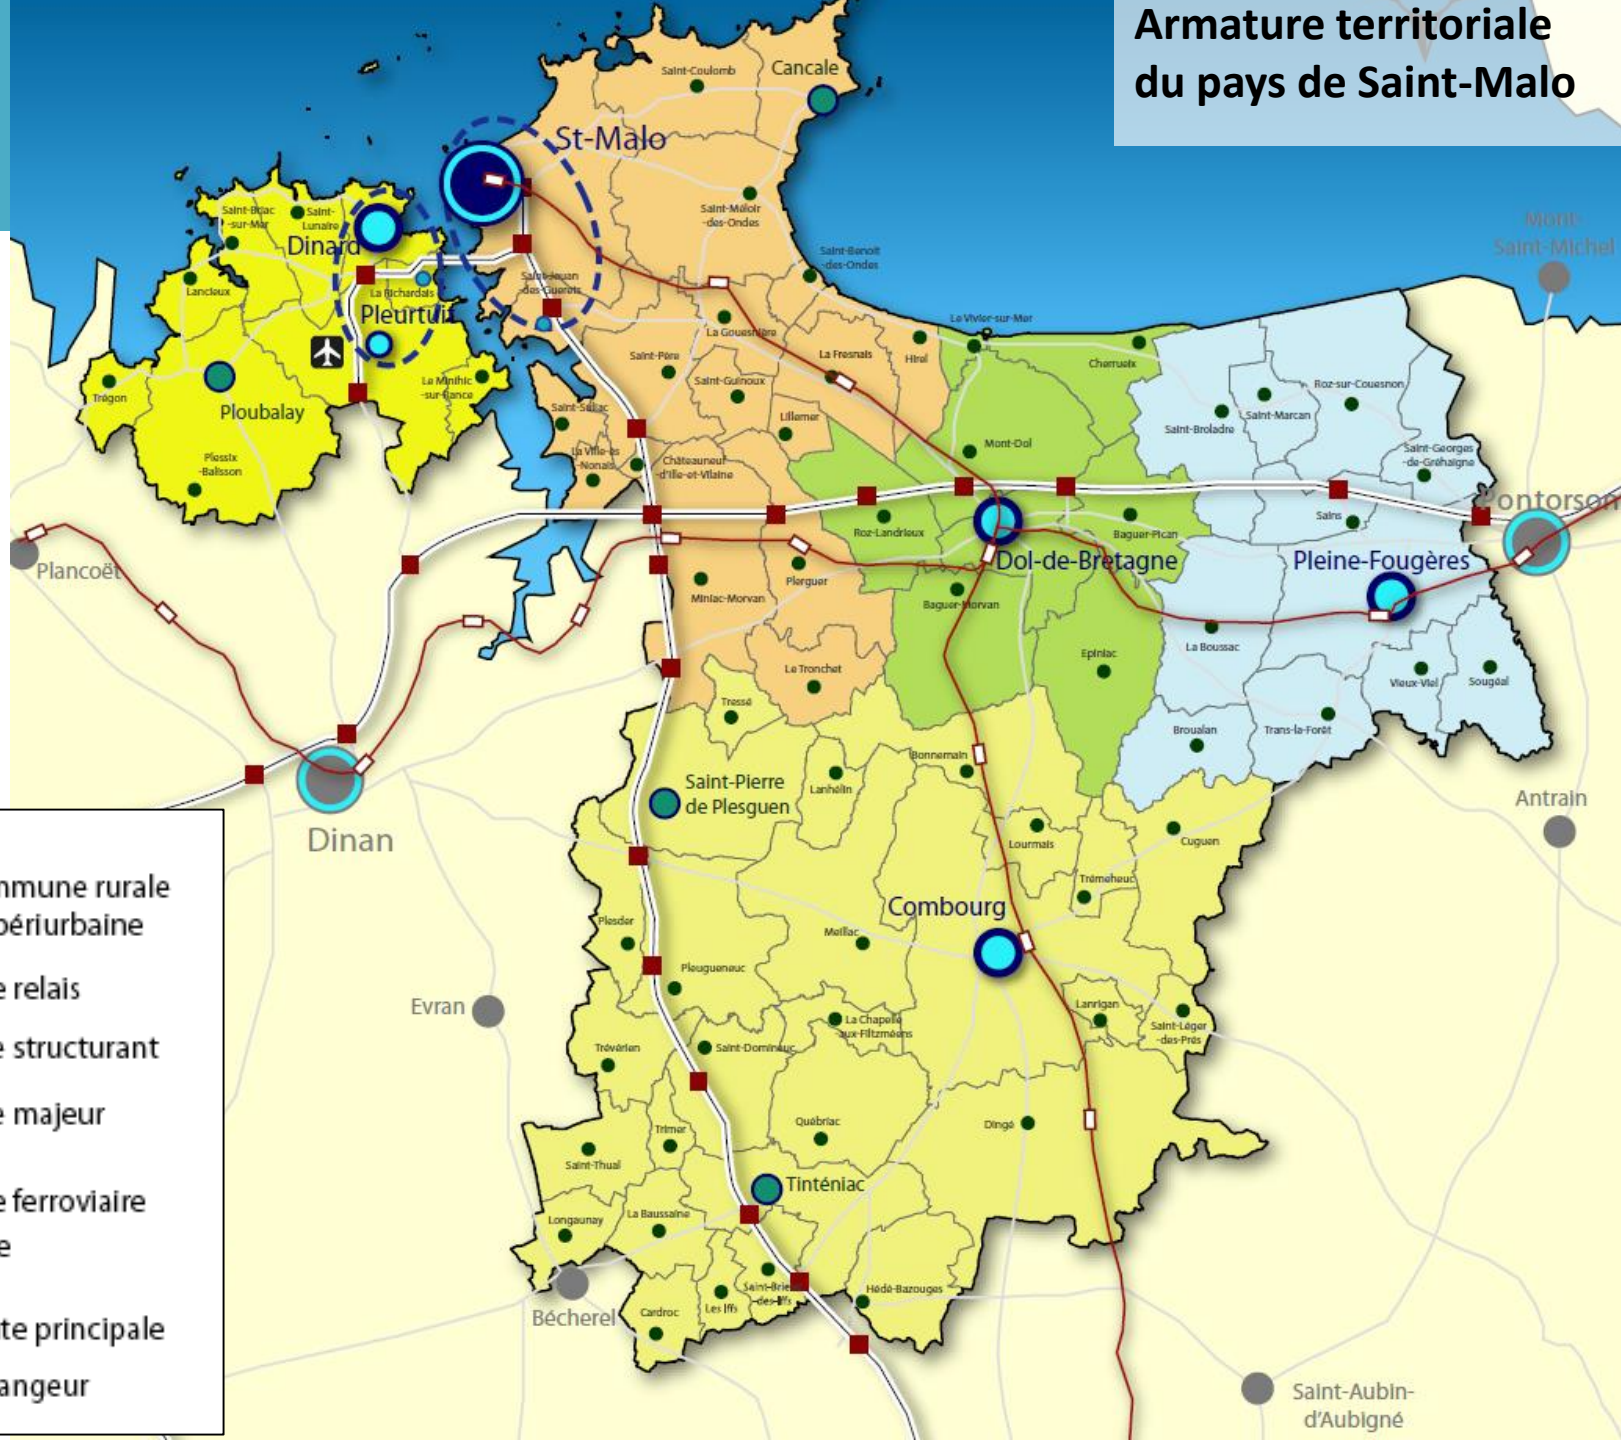 Armature territoriale
du pays de Saint-Malo
Saint-Coulomb
Cancale
St-Malo
Saint-Méloir
-des-Ondes
Saint-Benoit
-des-Ondes
Mont-
Saint-Michel
Saint-Briac
-sur-Mer
Saint-
Lunaire
Dinard
Lancieux
La Richardais
Pleurtuit
Saint-Jouan
-des-Guerets
La Gouesnière
Le Vivier-sur-Mer
Hirel
La Fresnais
Cherrueix
Saint-Père
Saint-Guinoux
Lillemer
Trégon
Ploubalay
Le Minihic
-sur-Rance
Plessix
-Balisson
Saint-Suliac
La Ville-ès
-Nonais
Châteauneuf
-d'Ille-et-Vilaine
Mont-Dol
Saint-Broladre
Saint-Marcan
Roz-sur-Couesnon
Saint-Georges
-de-Gréhaigne
Pontorson
Sains
Roz-Landrieux
Baguer-Pican
Dol-de-Bretagne
Pleine-Fougères
Plancoët
Miniac-Morvan
Plerguer
Baguer-Morvan
Epiniac
La Boussac
Vieux-Viel
Sougéal
Le Tronchet
Tressé
Broualan
Trans-la-Forêt
Bonnemain
Lanhélin
Saint-Pierre
de Plesguen
Antrain
Dinan
Lourmais
Cuguen
Trémeheuc
Combourg
Plesder
Meillac
Pleugueneuc
Evran
Lanrigan
Saint-Léger
-des-Prés
La Chapelle
-aux-Filtzméens
Trévérien
Saint-Domineuc
Québriac
Dingé
Trimer
Saint-Thual
Tinténiac
Longaunay
La Baussaine
Bécherel
Cardroc
Les Iffs
Saint-Brieuc
-des-Iffs
Hédé-Bazouges
Saint-Aubin-
d'Aubigné
mmune rurale
périurbaine
e relais
e structurant
e majeur
e ferroviaire
e
te principale
angeur